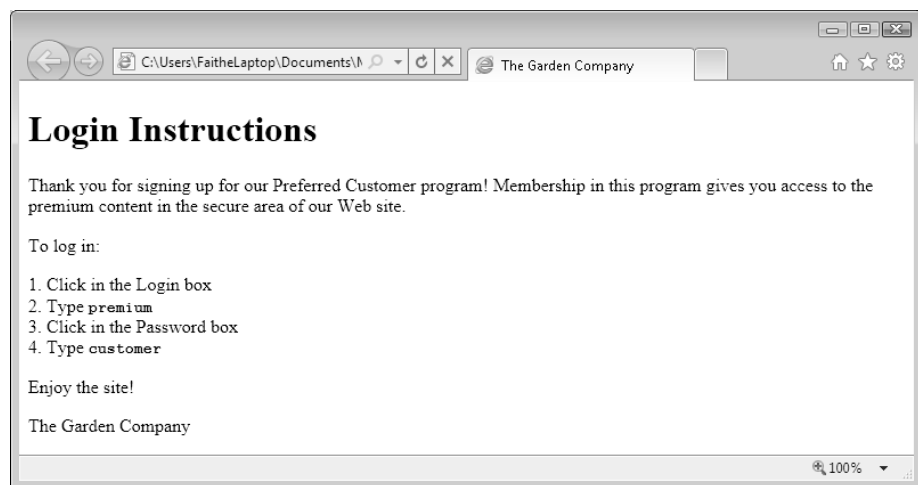 C:\Users\FaitheLaptop\Documents\
The Garden Company
Login Instructions
Thank you for signing up for our Preferred Customer program! Membership in this program gives you access to the
premium content in the secure area of our Web site.
To log in:
1. Click in the Login box
2. Type premium
3. Click in the Password box
4. Type customer
Enjoy the site!
The Garden Company
100%